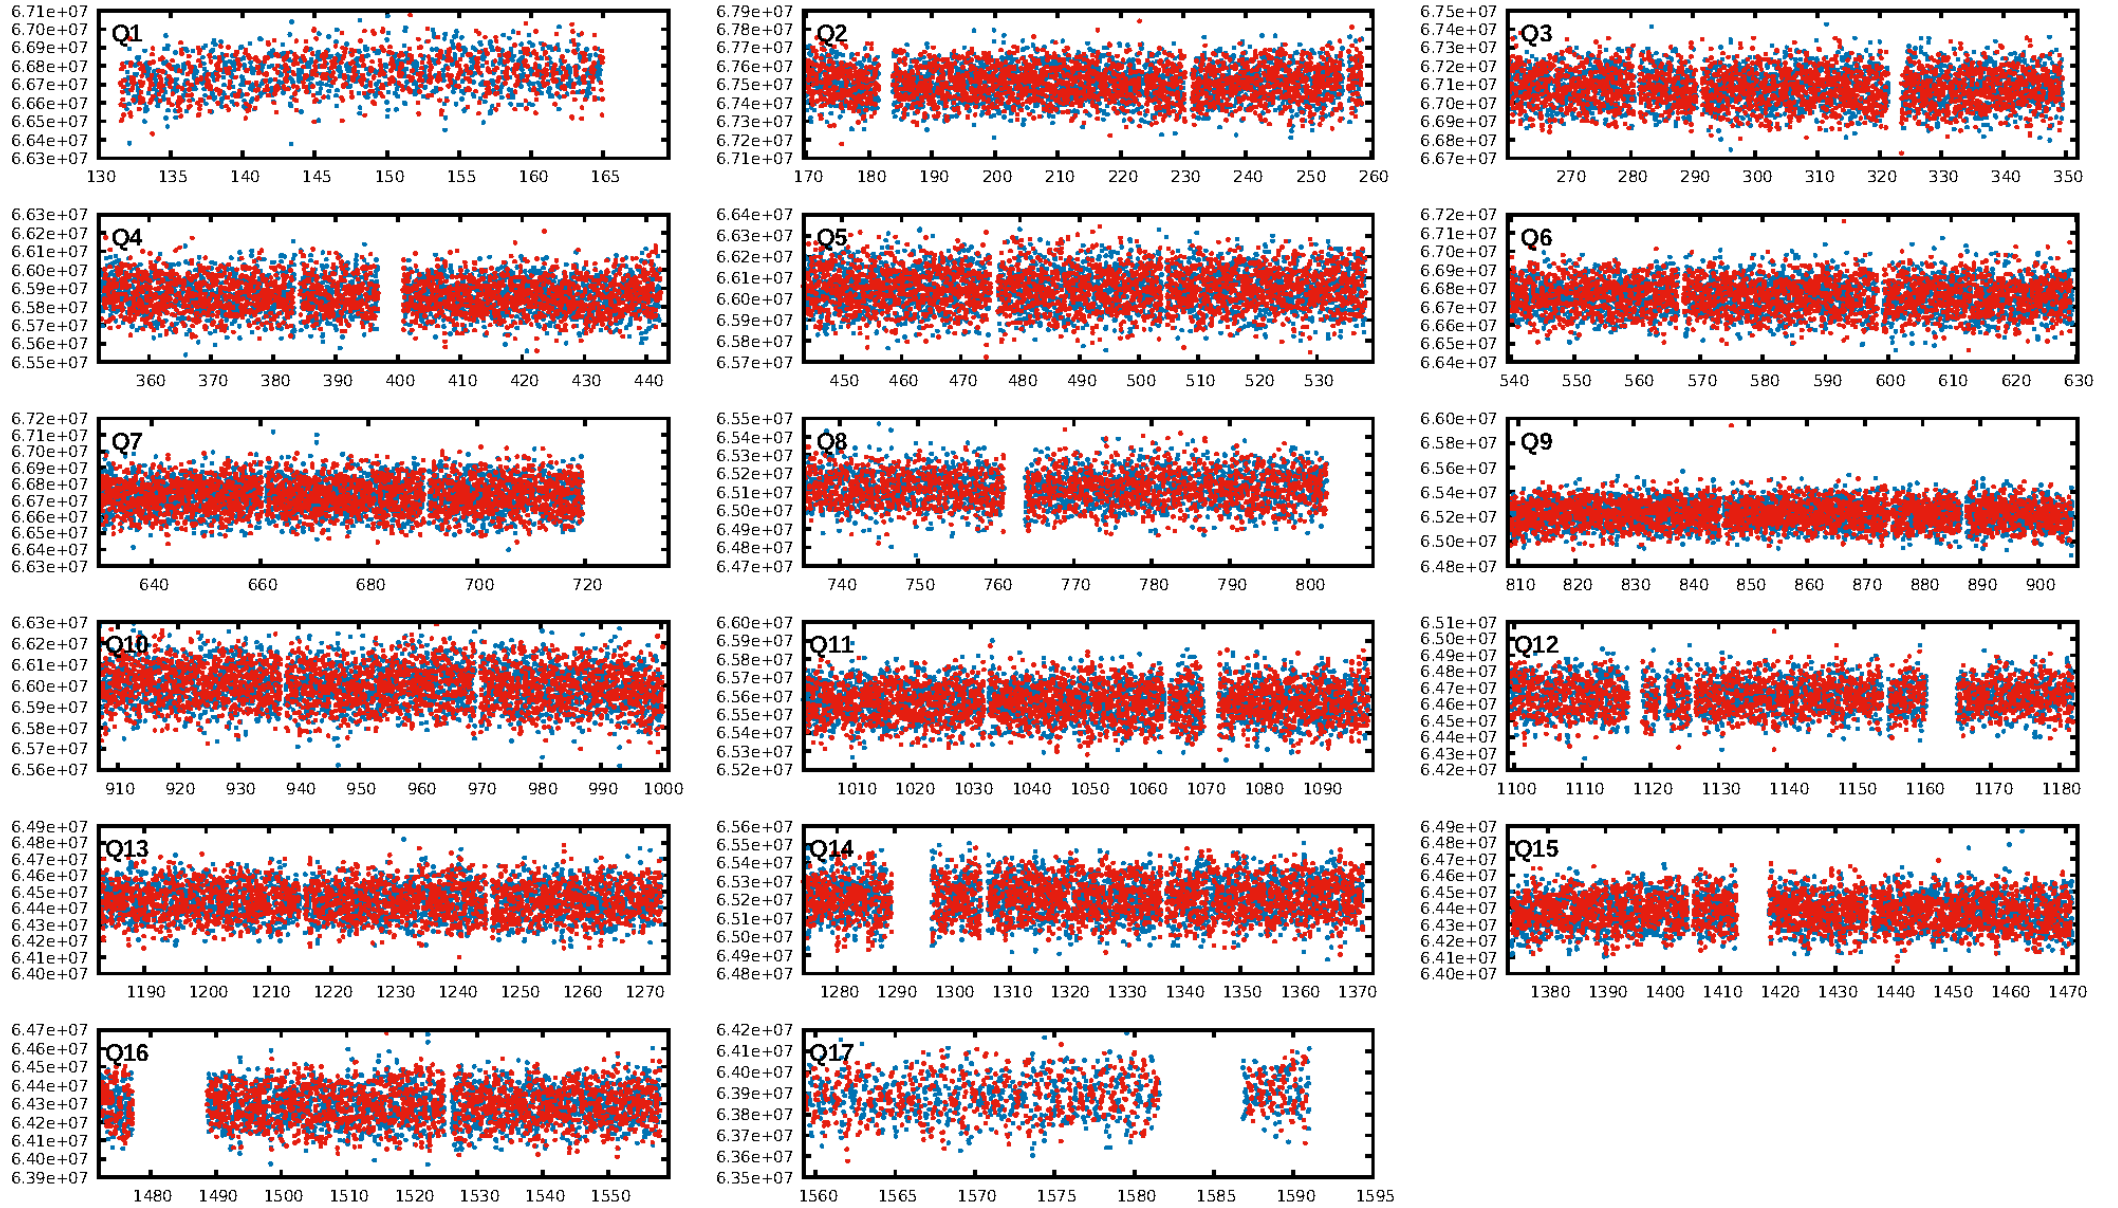 6.71e+07
6.70e+07
6.69e+07
6.68e+07
6.67e+07
6.66e+07
6.65e+07
6.64e+07
6.63e+07
Q1
130 135 140 145 150 155 160 165
6.79e+07
6.78e+07
6.77e+07
6.76e+07
6.75e+07
6.74e+07
6.73e+07
6.72e+07
6.71e+07
Q2
170 180 190 200 210 220 230 240 250 260
6.75e+07
6.74e+07
6.73e+07
6.72e+07
6.71e+07
6.70e+07
6.69e+07
6.68e+07
6.67e+07
Q3
270 280 290 300 310 320 330 340 350
6.63e+07
6.62e+07
6.61e+07
6.60e+07
6.59e+07
6.58e+07
6.57e+07
6.56e+07
6.55e+07
Q4
360 370 380 390 400 410 420 430 440
6.64e+07
6.63e+07
6.62e+07
6.61e+07
6.60e+07
6.59e+07
6.58e+07
6.57e+07
Q5
450 460 470 480 490 500 510 520 530
6.72e+07
6.71e+07
6.70e+07
6.69e+07
6.68e+07
6.67e+07
6.66e+07
6.65e+07
6.64e+07
Q6
540 550 560 570 580 590 600 610 620 630
6.72e+07
6.71e+07
6.70e+07
6.69e+07
6.68e+07
6.67e+07
6.66e+07
6.65e+07
6.64e+07
6.63e+07
Q7
640 660 680 700 720
6.55e+07
6.54e+07
6.53e+07
6.52e+07
6.51e+07
6.50e+07
6.49e+07
6.48e+07
6.47e+07
Q8
740 750 760 770 780 790 800
6.60e+07
6.58e+07
6.56e+07
6.54e+07
6.52e+07
6.50e+07
6.48e+07
Q9
810 820 830 840 850 860 870 880 890 900
6.63e+07
6.62e+07
6.61e+07
6.60e+07
6.59e+07
6.58e+07
6.57e+07
6.56e+07
Q10
910 920 930 940 950 960 970 980 990 1000
6.60e+07
6.59e+07
6.58e+07
6.57e+07
6.56e+07
6.55e+07
6.54e+07
6.53e+07
6.52e+07
Q11
1010 1020 1030 1040 1050 1060 1070 1080 1090
6.51e+07
6.50e+07
6.49e+07
6.48e+07
6.47e+07
6.46e+07
6.45e+07
6.44e+07
6.43e+07
6.42e+07
Q12
1100 1110 1120 1130 1140 1150 1160 1170 1180
6.49e+07
6.48e+07
6.47e+07
6.46e+07
6.45e+07
6.44e+07
6.43e+07
6.42e+07
6.41e+07
6.40e+07
Q13
1190 1200 1210 1220 1230 1240 1250 1260 1270
6.56e+07
6.55e+07
6.54e+07
6.53e+07
6.52e+07
6.51e+07
6.50e+07
6.49e+07
6.48e+07
Q14
1280 1290 1300 1310 1320 1330 1340 1350 1360 1370
6.49e+07
6.48e+07
6.47e+07
6.46e+07
6.45e+07
6.44e+07
6.43e+07
6.42e+07
6.41e+07
6.40e+07
Q15
1380 1390 1400 1410 1420 1430 1440 1450 1460 1470
6.47e+07
6.46e+07
6.45e+07
6.44e+07
6.43e+07
6.42e+07
6.41e+07
6.40e+07
6.39e+07
Q16
1480 1490 1500 1510 1520 1530 1540 1550
6.42e+07
6.41e+07
6.40e+07
6.39e+07
6.38e+07
6.37e+07
6.36e+07
6.35e+07
Q17
1560 1565 1570 1575 1580 1585 1590 1595